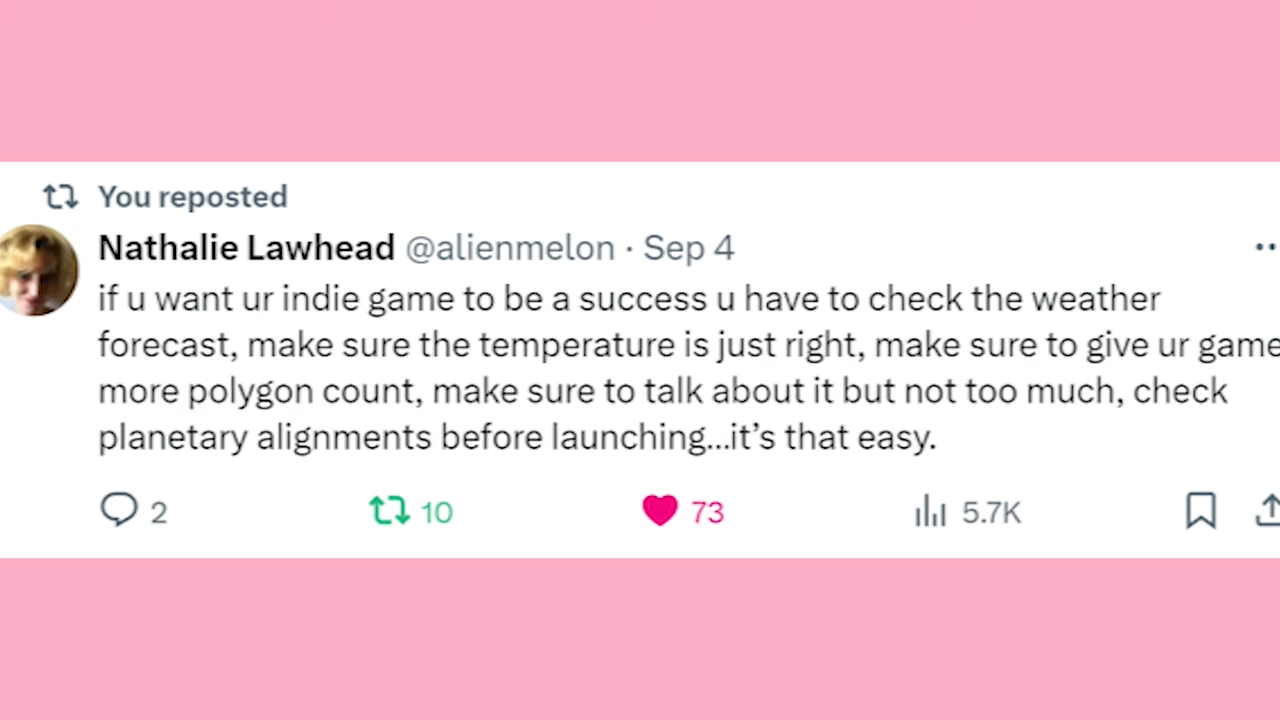 You reposted
Nathalie Lawhead @alienmelon · Sep 4
if u want ur indie game to be a success u have to check the weather
forecast, make sure the temperature is just right, make sure to give ur game
more polygon count, make sure to talk about it but not too much, check
planetary alignments before launching...it’s that easy.
2 10 73 5.7K